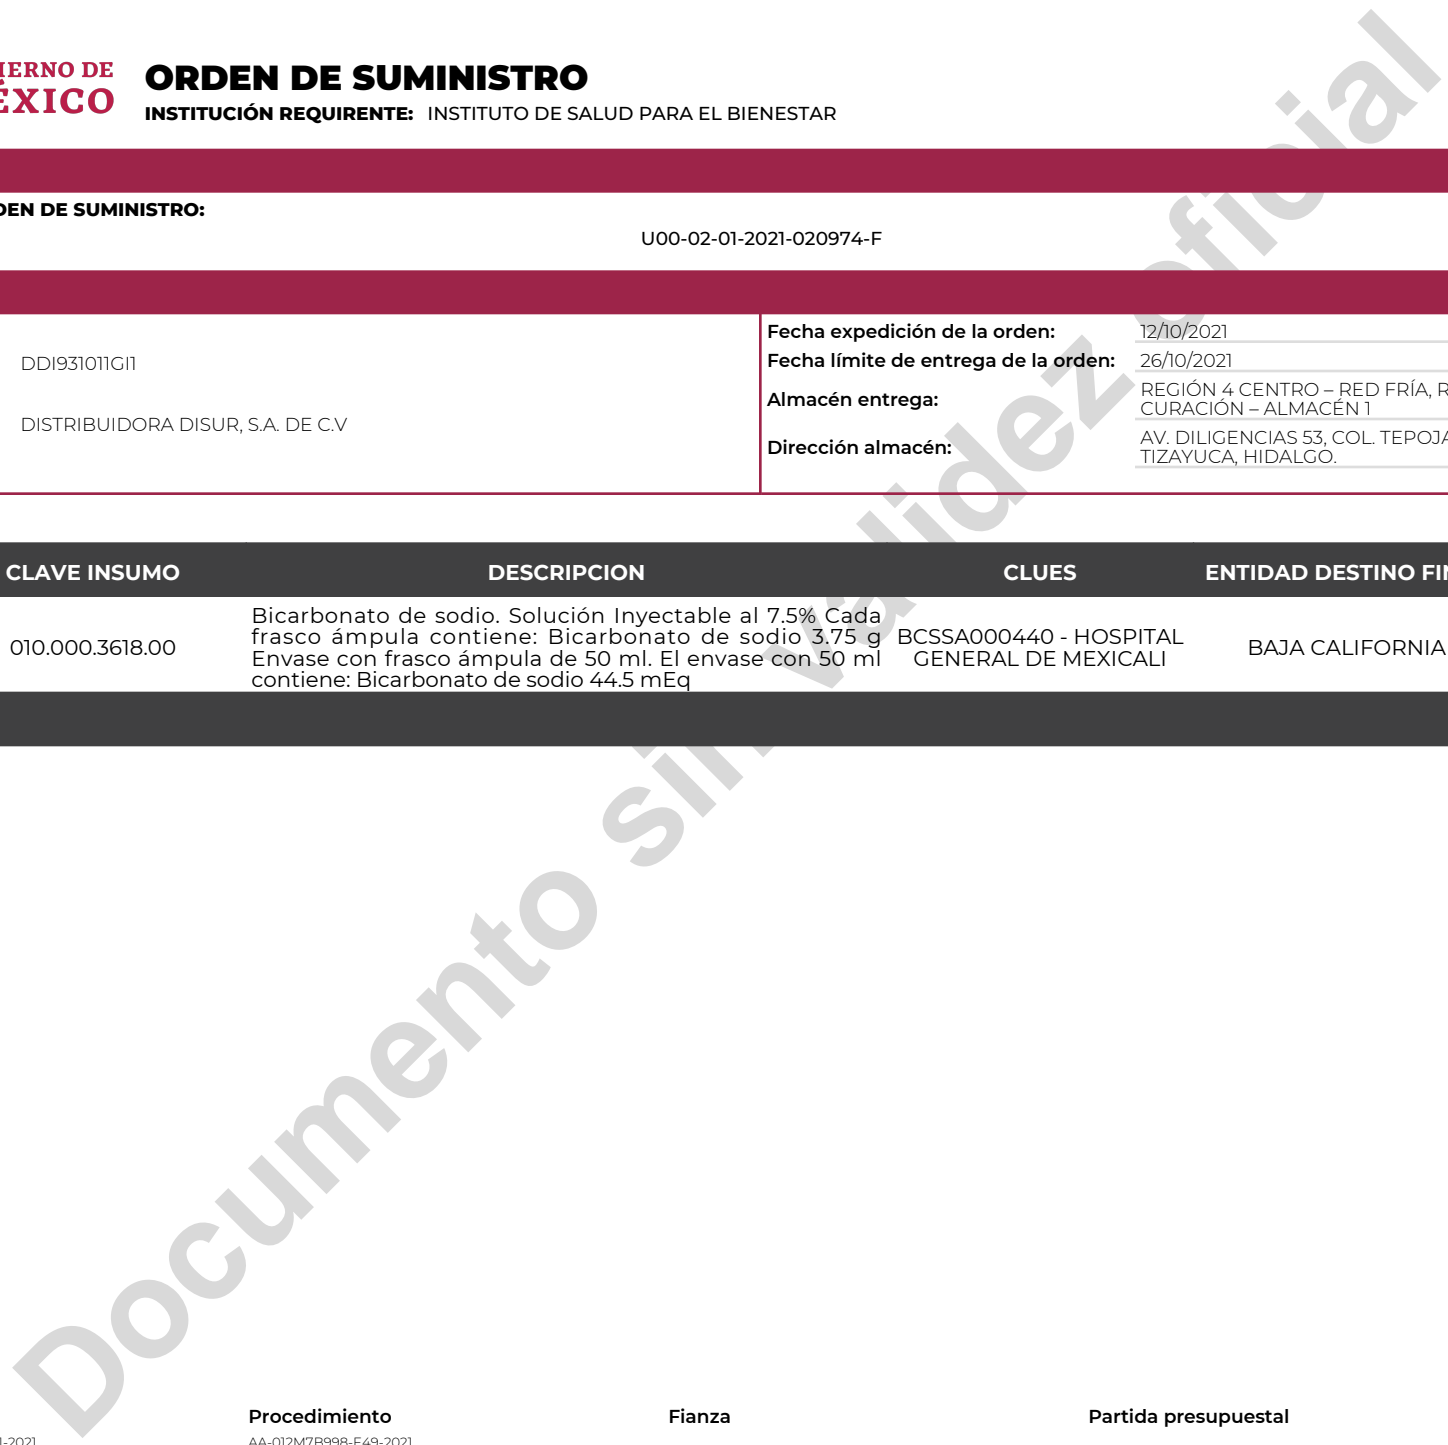 ORDEN DE SUMINISTRO
INSTITUCIÓN REQUIRENTE: INSTITUTO DE SALUD PARA EL BIENESTAR
DE
DE SUMINISTRO:
U00-02-01-2021-020974-F
DDI931011GI1
DISTRIBUIDORA DISUR, S.A. DE C.V
Fecha expedición de la orden: 12/10/2021
Fecha límite de entrega de la orden: 26/10/2021
Almacén entrega: REGIÓN 4 CENTRO – RED FRÍA,
CURACIÓN – ALMACÉN 1
Dirección almacén: AV. DILIGENCIAS 53, COL.
TIZAYUCA, HIDALGO.
CLAVE INSUMO DESCRIPCION CLUES ENTIDAD DESTINO
010.000.3618.00
Bicarbonato de sodio. Solución Inyectable al 7.5% Cada
frasco ámpula contiene: Bicarbonato de sodio 3.75 g
Envase con frasco ámpula de 50 ml. El envase con 50 ml
contiene: Bicarbonato de sodio 44.5 mEq
BCSSA000440 - HOSPITAL
GENERAL DE MEXICALI
BAJA CALIFORNIA
Documento sin validez oficial
Procedimiento Fianza Partida presupuestal
AA-012M7B998-E49-2021